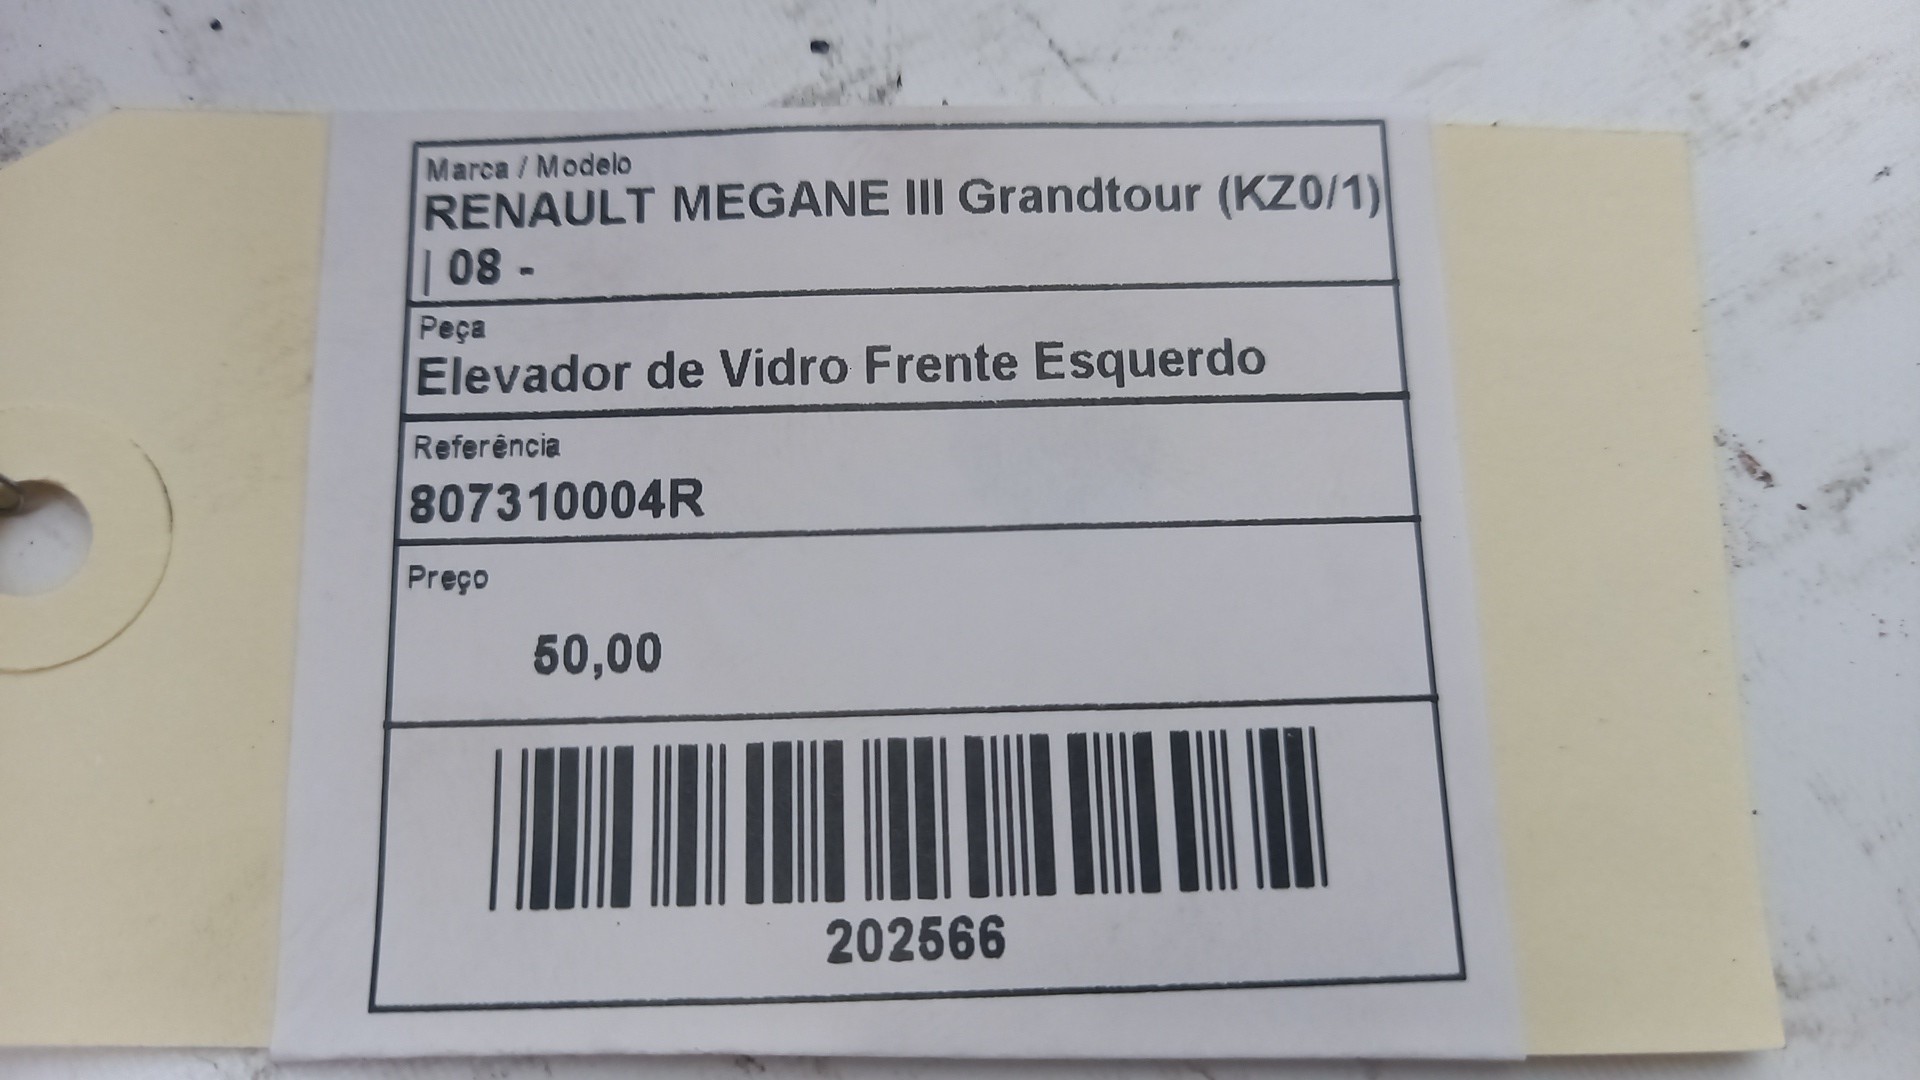 Marca / Modelo
RENAULT MEGANE III Grandtour (KZ0/1)
| 08 -
Peça
Elevador de Vidro Frente Esquerdo
Referência
807310004R
Preço
50,00
202566